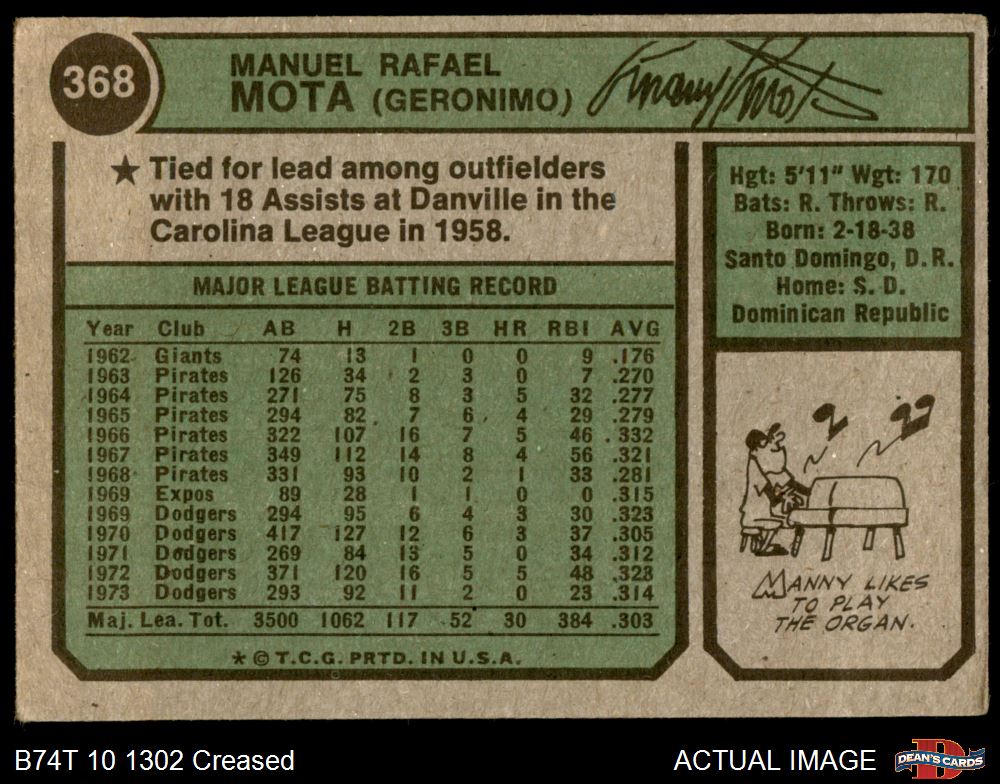 368
MANUEL RAFAEL
MOTA (GERONIMO)
Manny Mota
★ Tied for lead among outfielders
with 18 Assists at Danville in the
Carolina League in 1958.
Hgt: 5'11" Wgt: 170
Bats: R. Throws: R.
Born: 2-18-38
Santo Domingo, D.R.
Home: S. D.
Dominican Republic
MAJOR LEAGUE BATTING RECORD
Year Club AB H 2B 3B HR RBI AVG
1962 Giants 74 13 1 0 0 9 .176
1963 Pirates 126 34 2 3 0 7 .270
1964 Pirates 271 75 8 3 5 32 .277
1965 Pirates 294 82 7 6 4 29 .279
1966 Pirates 322 107 16 7 5 46 .332
1967 Pirates 349 112 14 8 4 56 .321
1968 Pirates 331 93 10 2 1 33 .281
1969 Expos 89 28 1 1 0 0 .315
1969 Dodgers 294 95 6 4 3 30 .323
1970 Dodgers 417 127 12 6 3 37 .305
1971 Dodgers 269 84 13 5 0 34 .312
1972 Dodgers 371 120 16 5 5 48 .323
1973 Dodgers 293 92 11 2 0 23 .314
Maj. Lea. Tot. 3500 1062 117 52 30 384 .303
* © T.C.G. PRTD. IN U.S.A.
MANNY LIKES
TO PLAY
THE ORGAN.
B74T 10 1302 Creased
ACTUAL IMAGE
DEAN'S CARDS